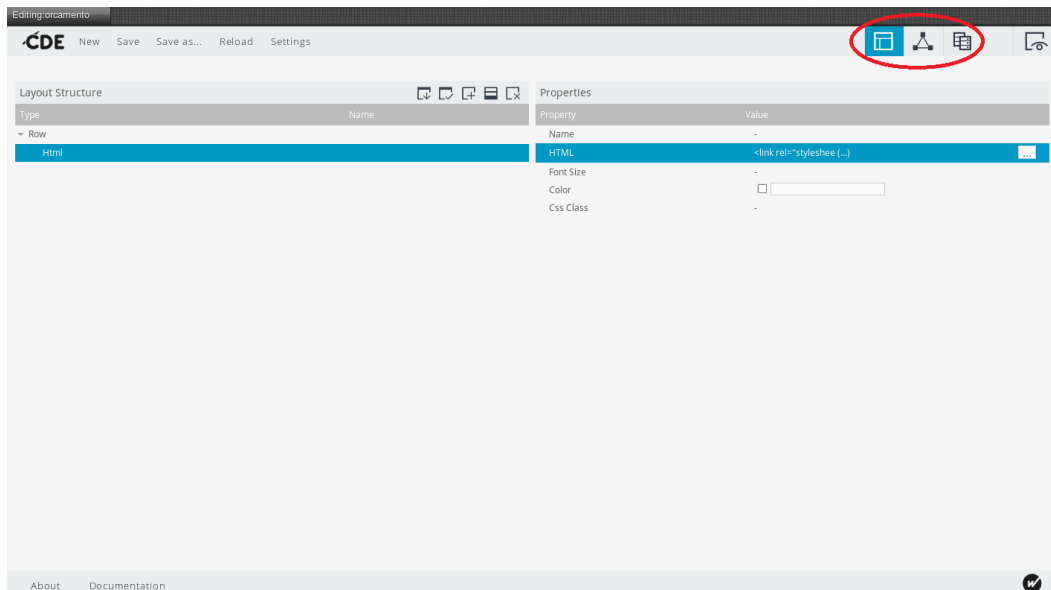 Editing:orcamento
CDE New Save Save as... Reload Settings
Layout Structure
Type Name
Row
Html
Properties
Property Value
Name -
HTML <link rel="styleshee (...) ...
Font Size -
Color
Css Class -
About Documentation